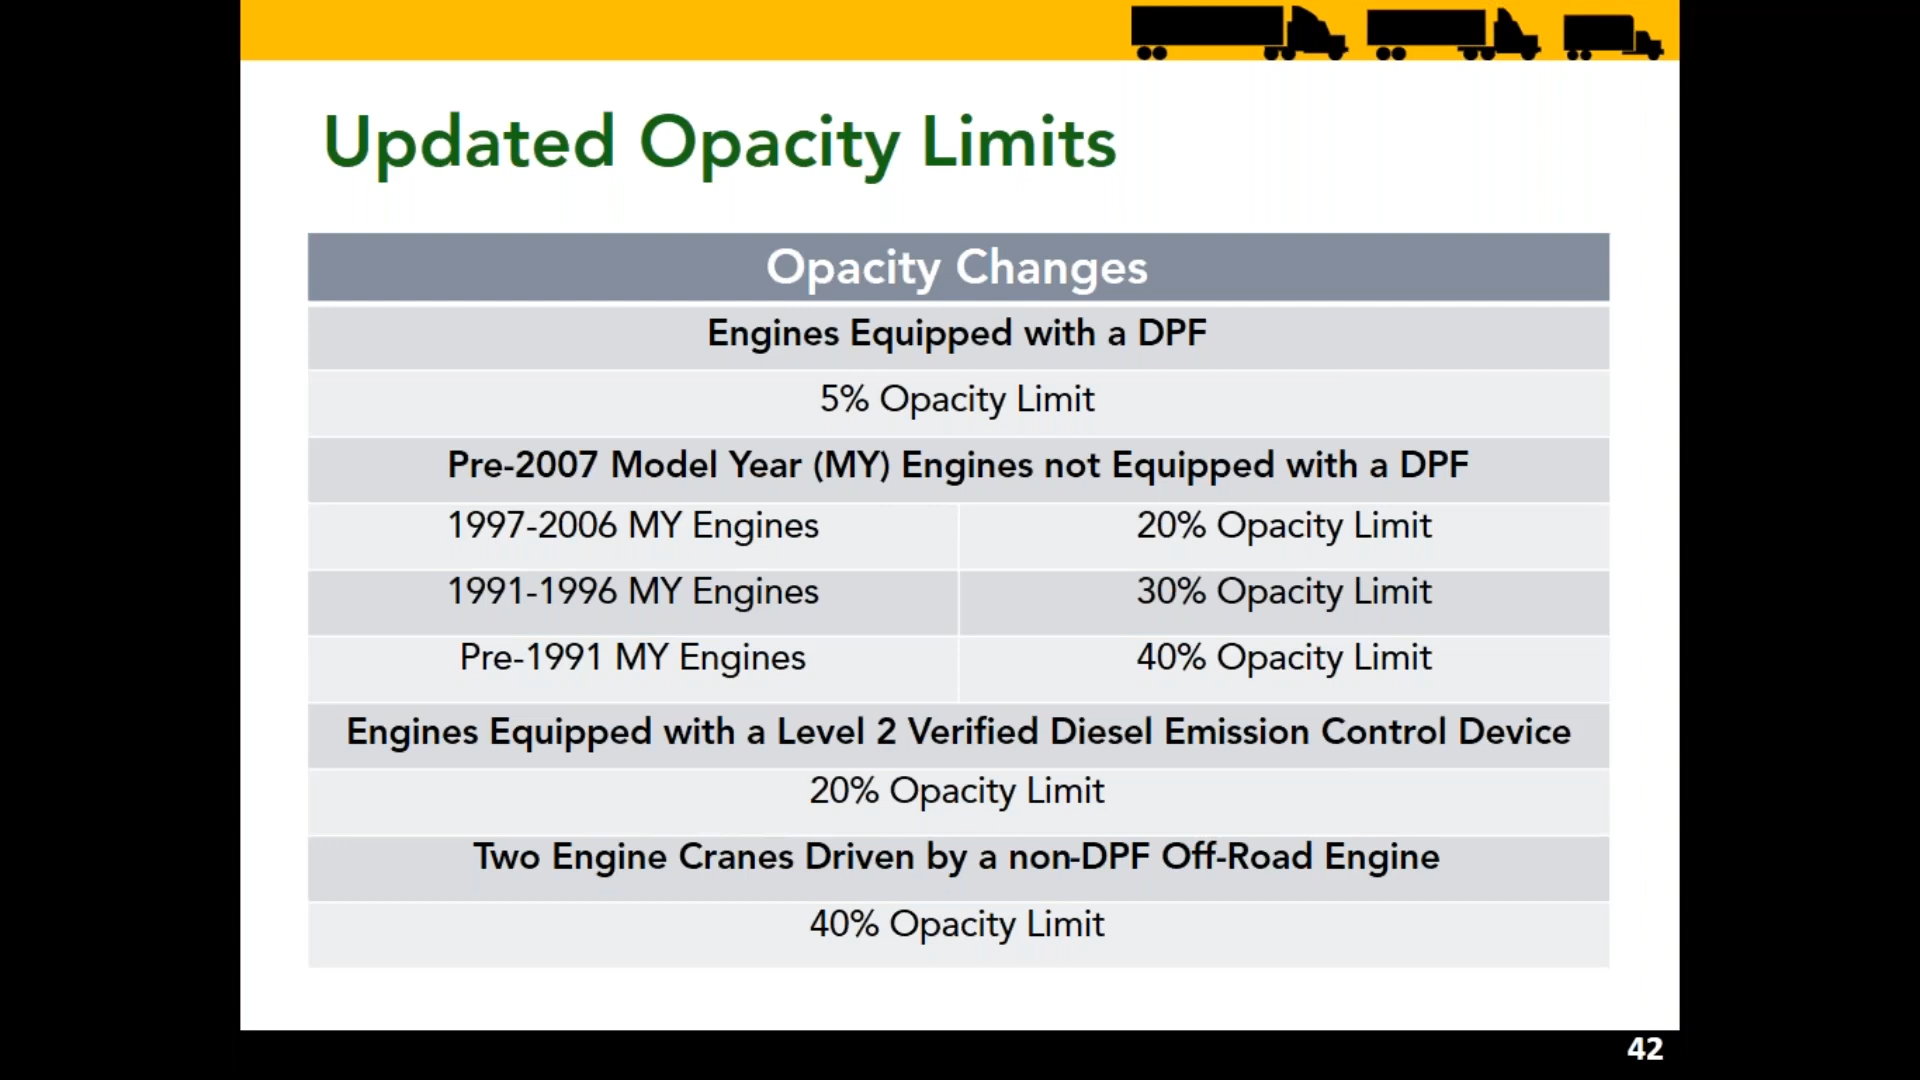 Updated Opacity Limits
Opacity Changes
Engines Equipped with a DPF
5% Opacity Limit
Pre-2007 Model Year (MY) Engines not Equipped with a DPF
1997-2006 MY Engines
20% Opacity Limit
1991-1996 MY Engines
30% Opacity Limit
Pre-1991 MY Engines
40% Opacity Limit
Engines Equipped with a Level 2 Verified Diesel Emission Control Device
20% Opacity Limit
Two Engine Cranes Driven by a non-DPF Off-Road Engine
40% Opacity Limit
42